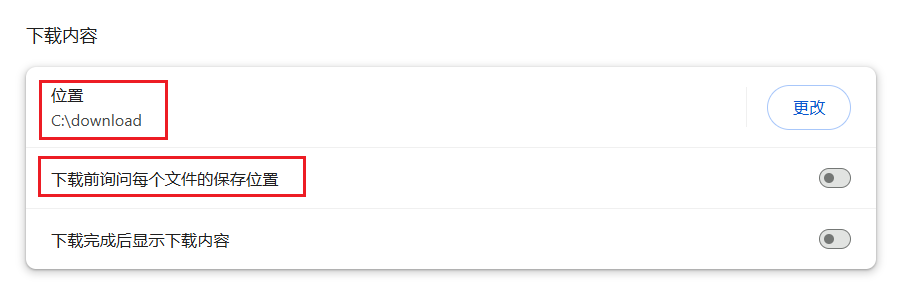 下载内容
位置
C:\download
更改
下载前询问每个文件的保存位置
下载完成后显示下载内容